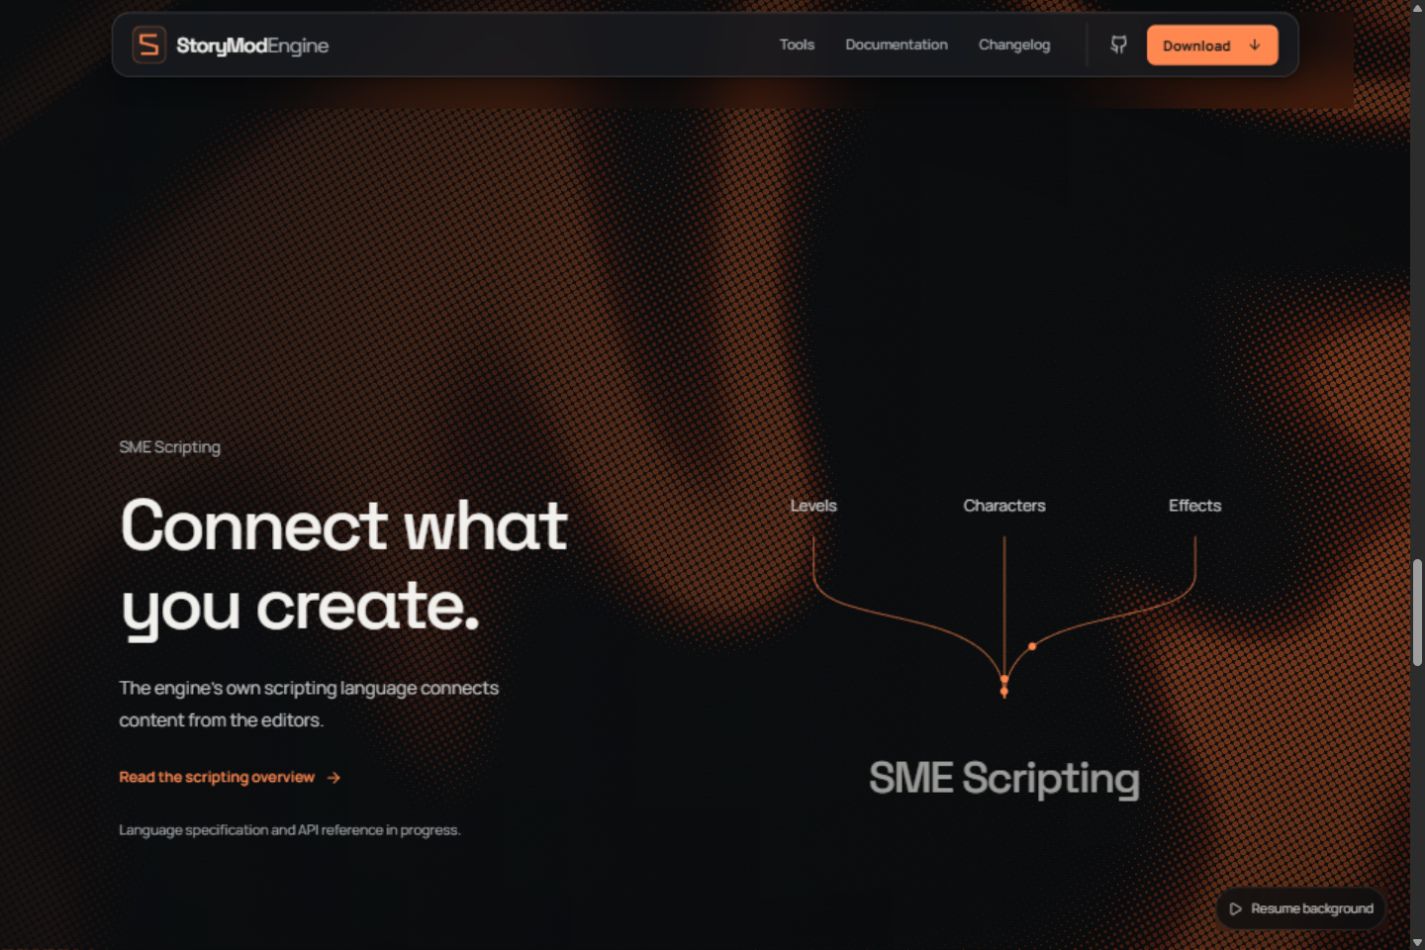 StoryModEngine
Tools
Documentation
Changelog
Download
SME Scripting
Connect what
you create.
The engine's own scripting language connects
content from the editors.
Read the scripting overview
Language specification and API reference in progress.
Levels
Characters
Effects
SME Scripting
Resume background